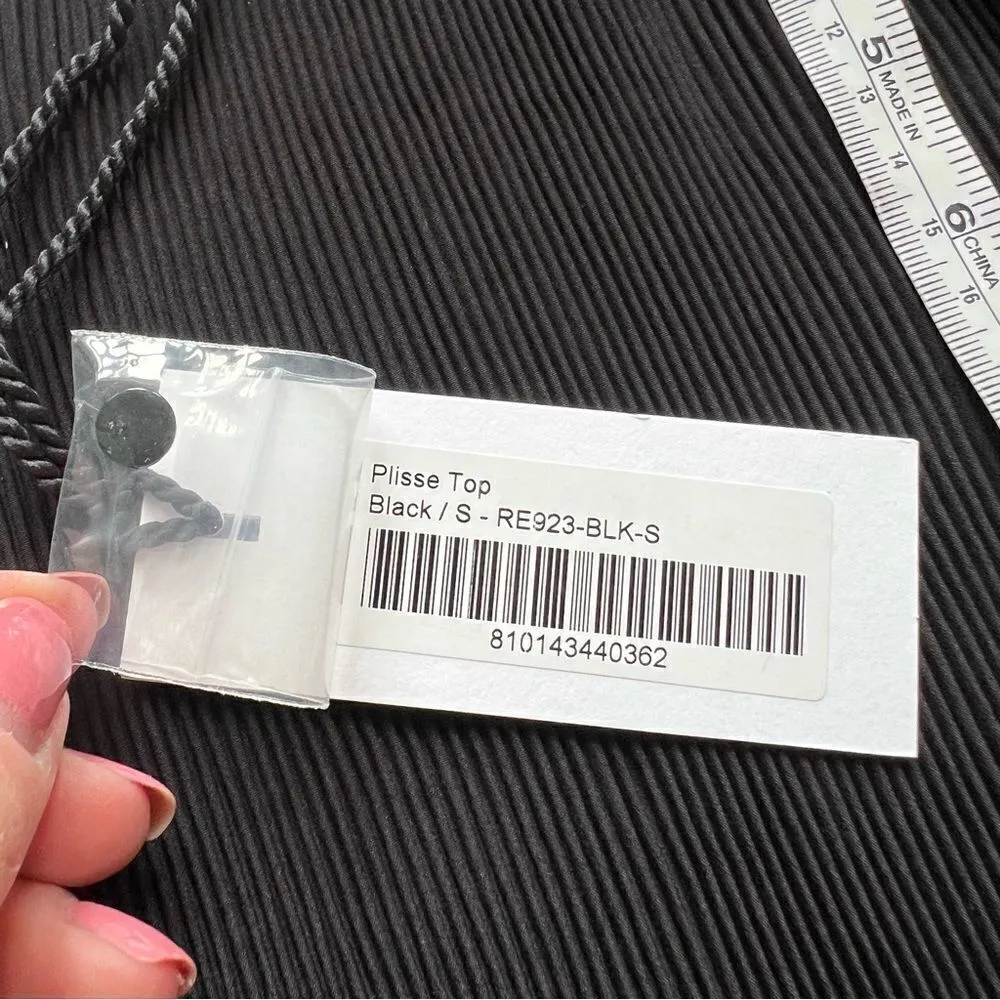 12
5
MADE IN
13
14
15
6
CHINA
16
Plisse Top
Black / S - RE923-BLK-S
810143440362